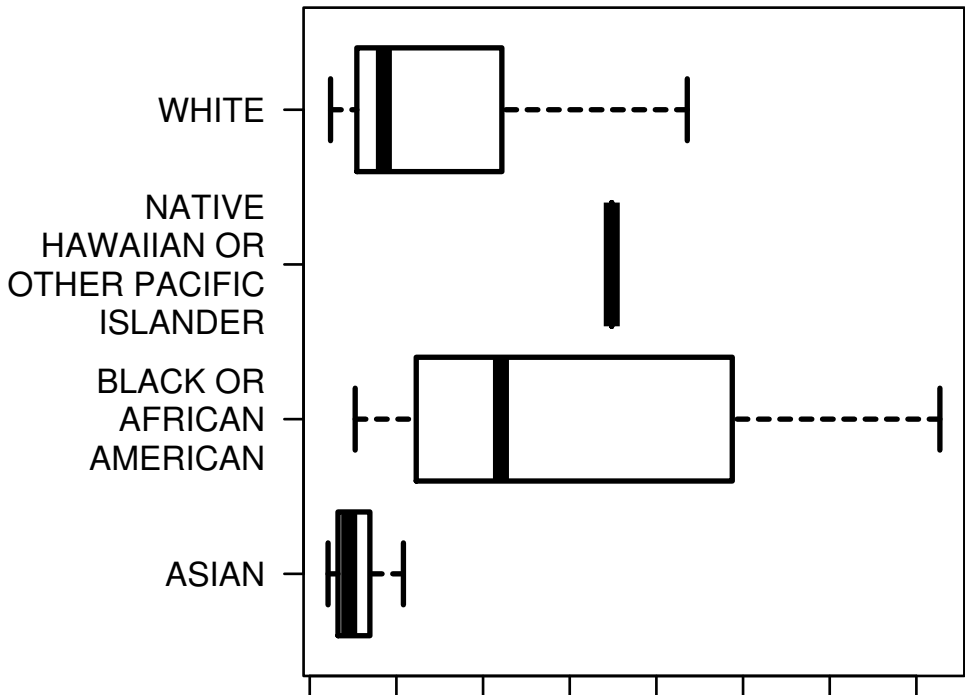 WHITE
NATIVE
HAWAIIAN OR
OTHER PACIFIC
ISLANDER
BLACK OR
AFRICAN
AMERICAN
ASIAN